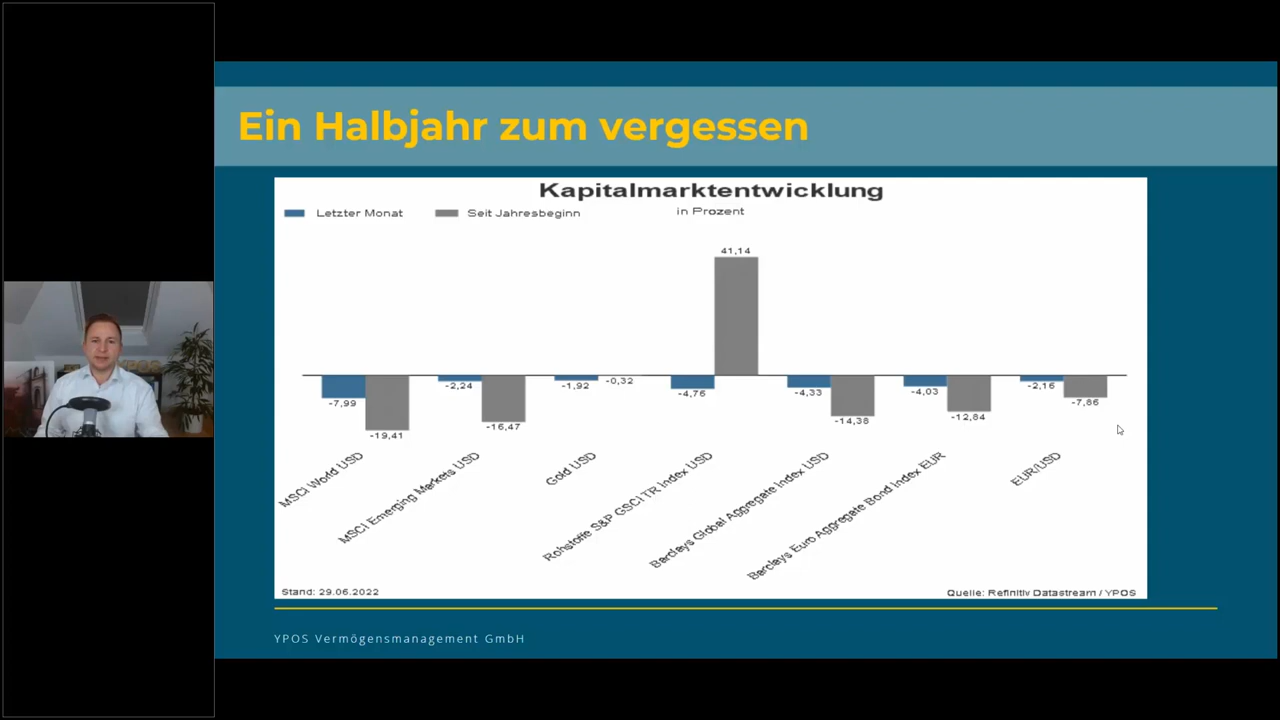 Ein Halbjahr zum vergessen
Kapitalmarktentwicklung
in Prozent
Letzter Monat
Seit Jahresbeginn
41,14
-7,99
-19,41
-2,24
-16,47
-1,92
-0,32
-4,76
-4,33
-14,38
-4,03
-12,84
-2,16
-7,86
MSCI World USD
MSCI Emerging Markets USD
Gold USD
Rohstoffe S&P GSCI TR Index USD
Barclays Global Aggregate Index USD
Barclays Euro Aggregate Bond Index EUR
EUR/USD
Stand: 29.06.2022
Quelle: Refinitiv Datastream / YPOS
YPOS Vermögensmanagement GmbH
YPOS